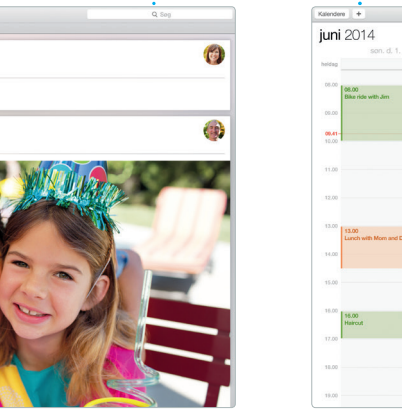 Søg
Kalendere +
juni 2014
søn. d. 1.
heldag
08.00
08.00
Bike ride with Jim
09.00
09.41
10.00
11.00
12.00
13.00
13.00
Lunch with Mom and D
14.00
15.00
16.00
16.00
Haircut
17.00
18.00
19.00